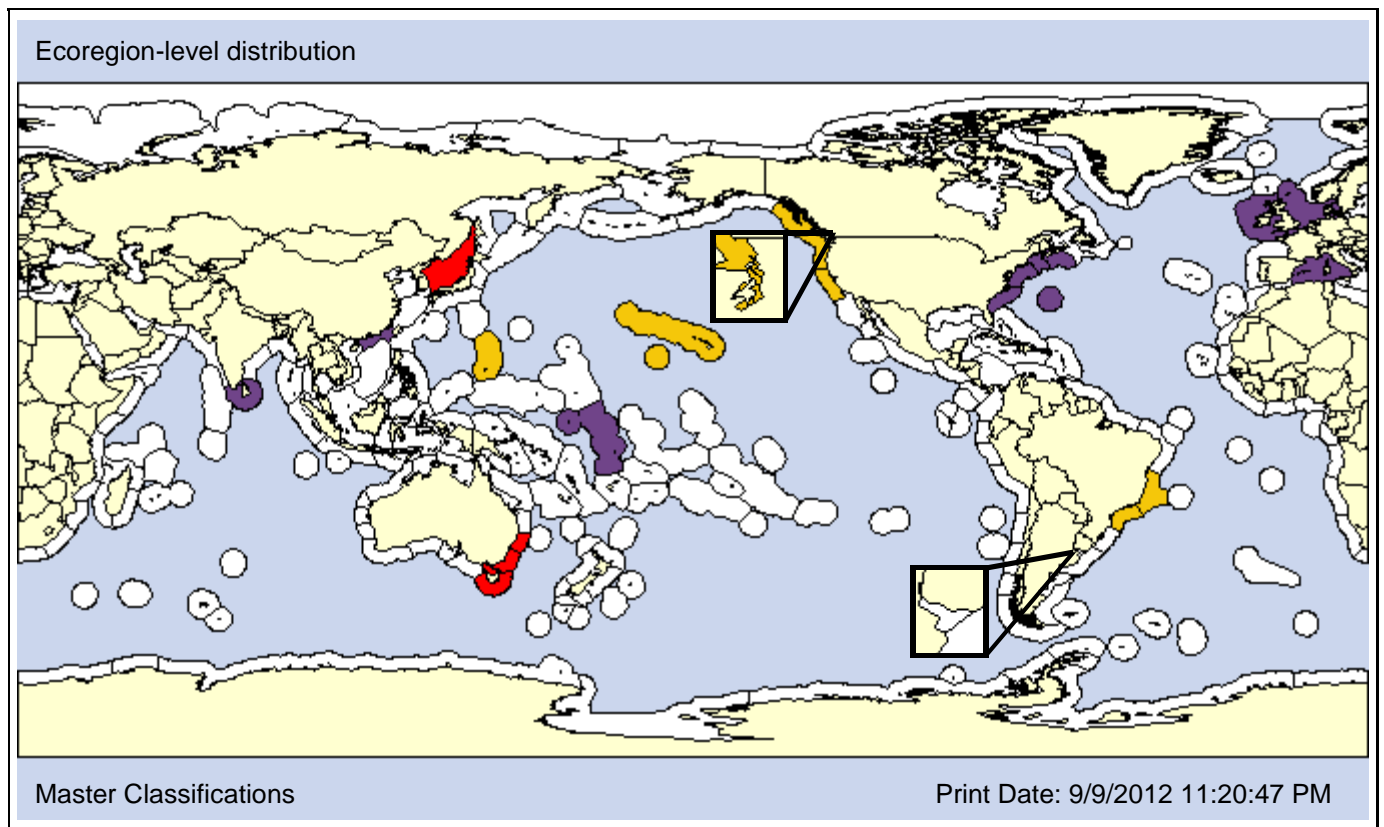 Ecoregion-level distribution
Master Classifications
Print Date: 9/9/2012 11:20:47 PM